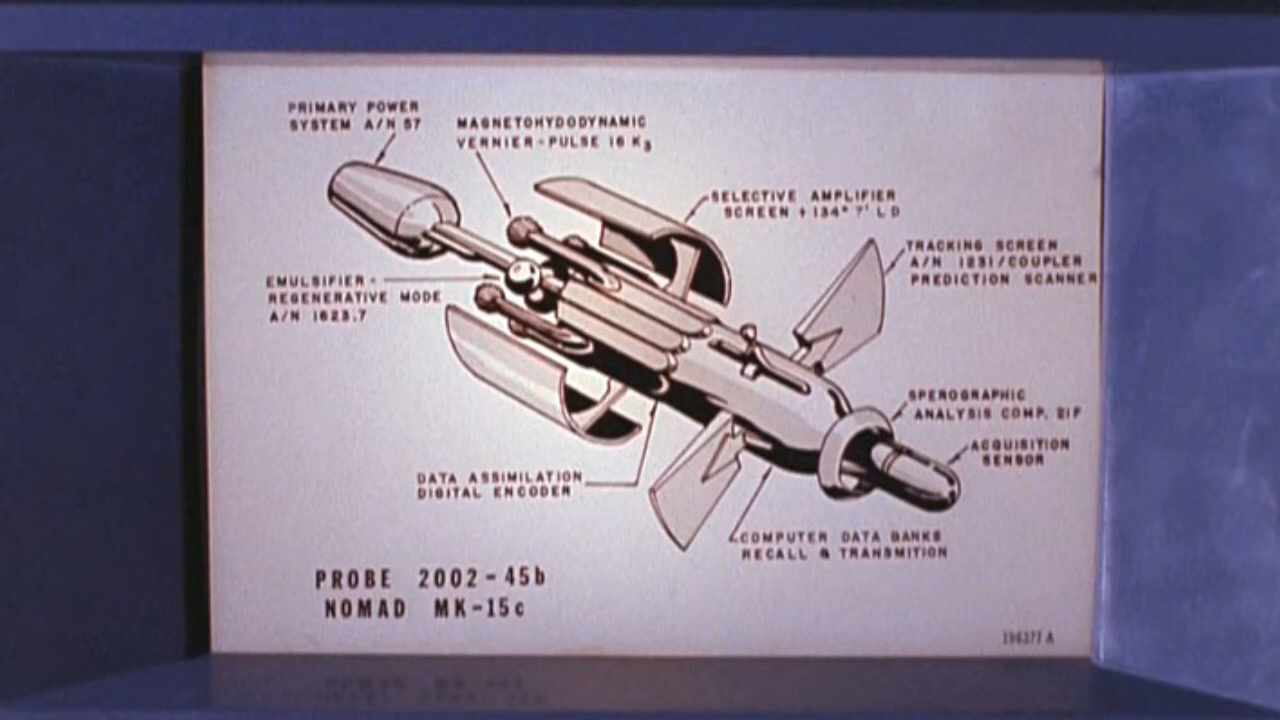 PRIMARY POWER
SYSTEM A/N 57
MAGNETOHYDODYNAMIC
VERNIER-PULSE 16 K3
SELECTIVE AMPLIFIER
SCREEN + 134° 7' LD
TRACKING SCREEN
A/N 1231/COUPLER
PREDICTION SCANNER
EMULSIFIER-
REGENERATIVE MODE
A/N 1623.7
SPEROGRAPHIC
ANALYSIS COMP. 21F
ACQUISITION
SENSOR
DATA ASSIMILATION
DIGITAL ENCODER
COMPUTER DATA BANKS
RECALL & TRANSMITION
PROBE 2002-45b
NOMAD MK-15c
196377 A